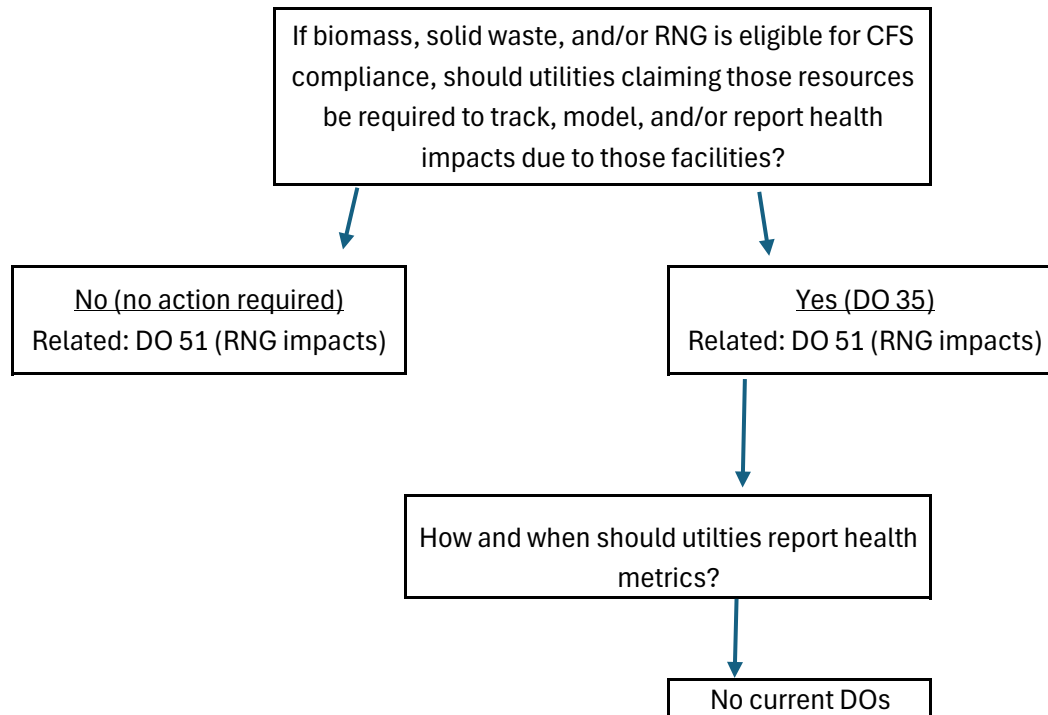 If biomass, solid waste, and/or RNG is eligible for CFS
compliance, should utilities claiming those resources
be required to track, model, and/or report health
impacts due to those facilities?
No (no action required)
Related: DO 51 (RNG impacts)
Yes (DO 35)
Related: DO 51 (RNG impacts)
How and when should utilties report health
metrics?
No current DOs